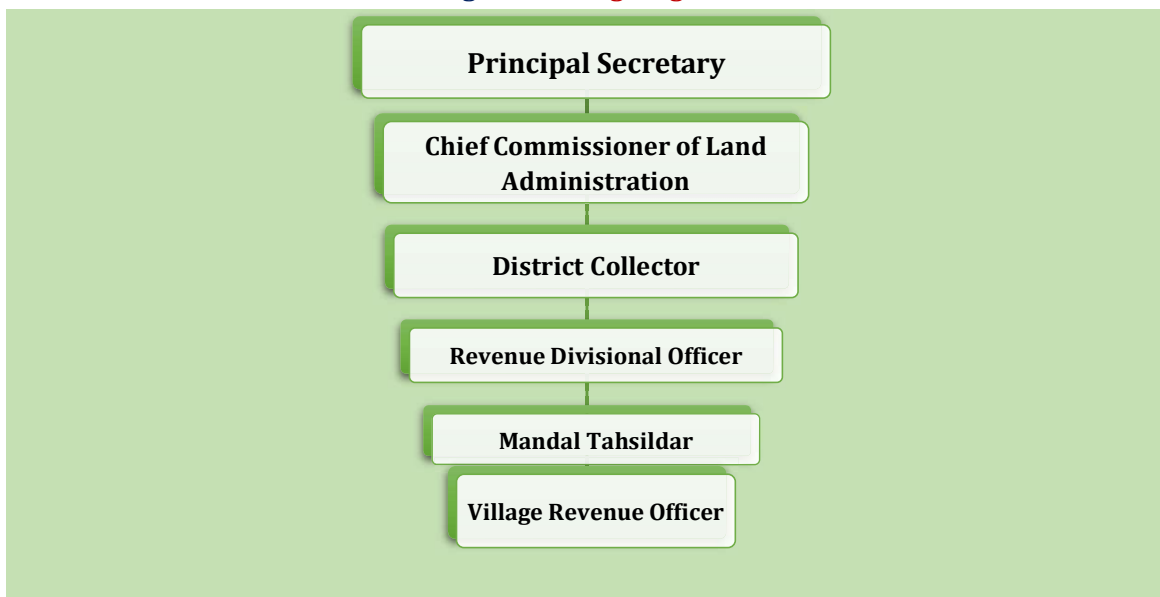 Principal Secretary
Chief Commissioner of Land
Administration
District Collector
Revenue Divisional Officer
Mandal Tahsildar
Village Revenue Officer